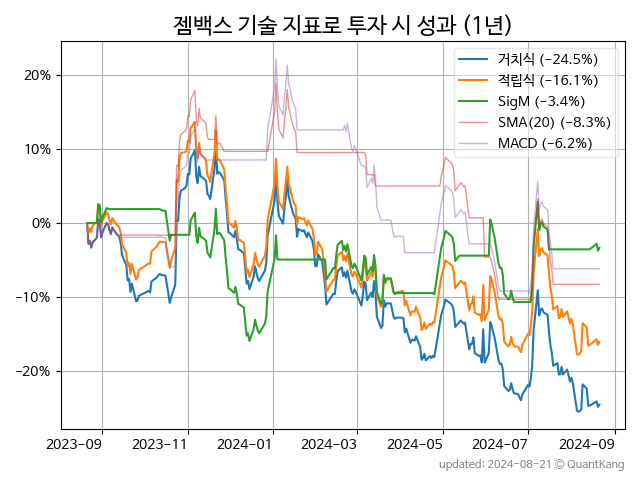 젬백스 기술 지표로 투자 시 성과 (1년)
거치식 (−24.5%)
적립식 (−16.1%)
SigM (−3.4%)
SMA(20) (−8.3%)
MACD (−6.2%)
20%
10%
0%
−10%
−20%
2023-09
2023-11
2024-01
2024-03
2024-05
2024-07
2024-09
updated: 2024-08-21 © QuantKang